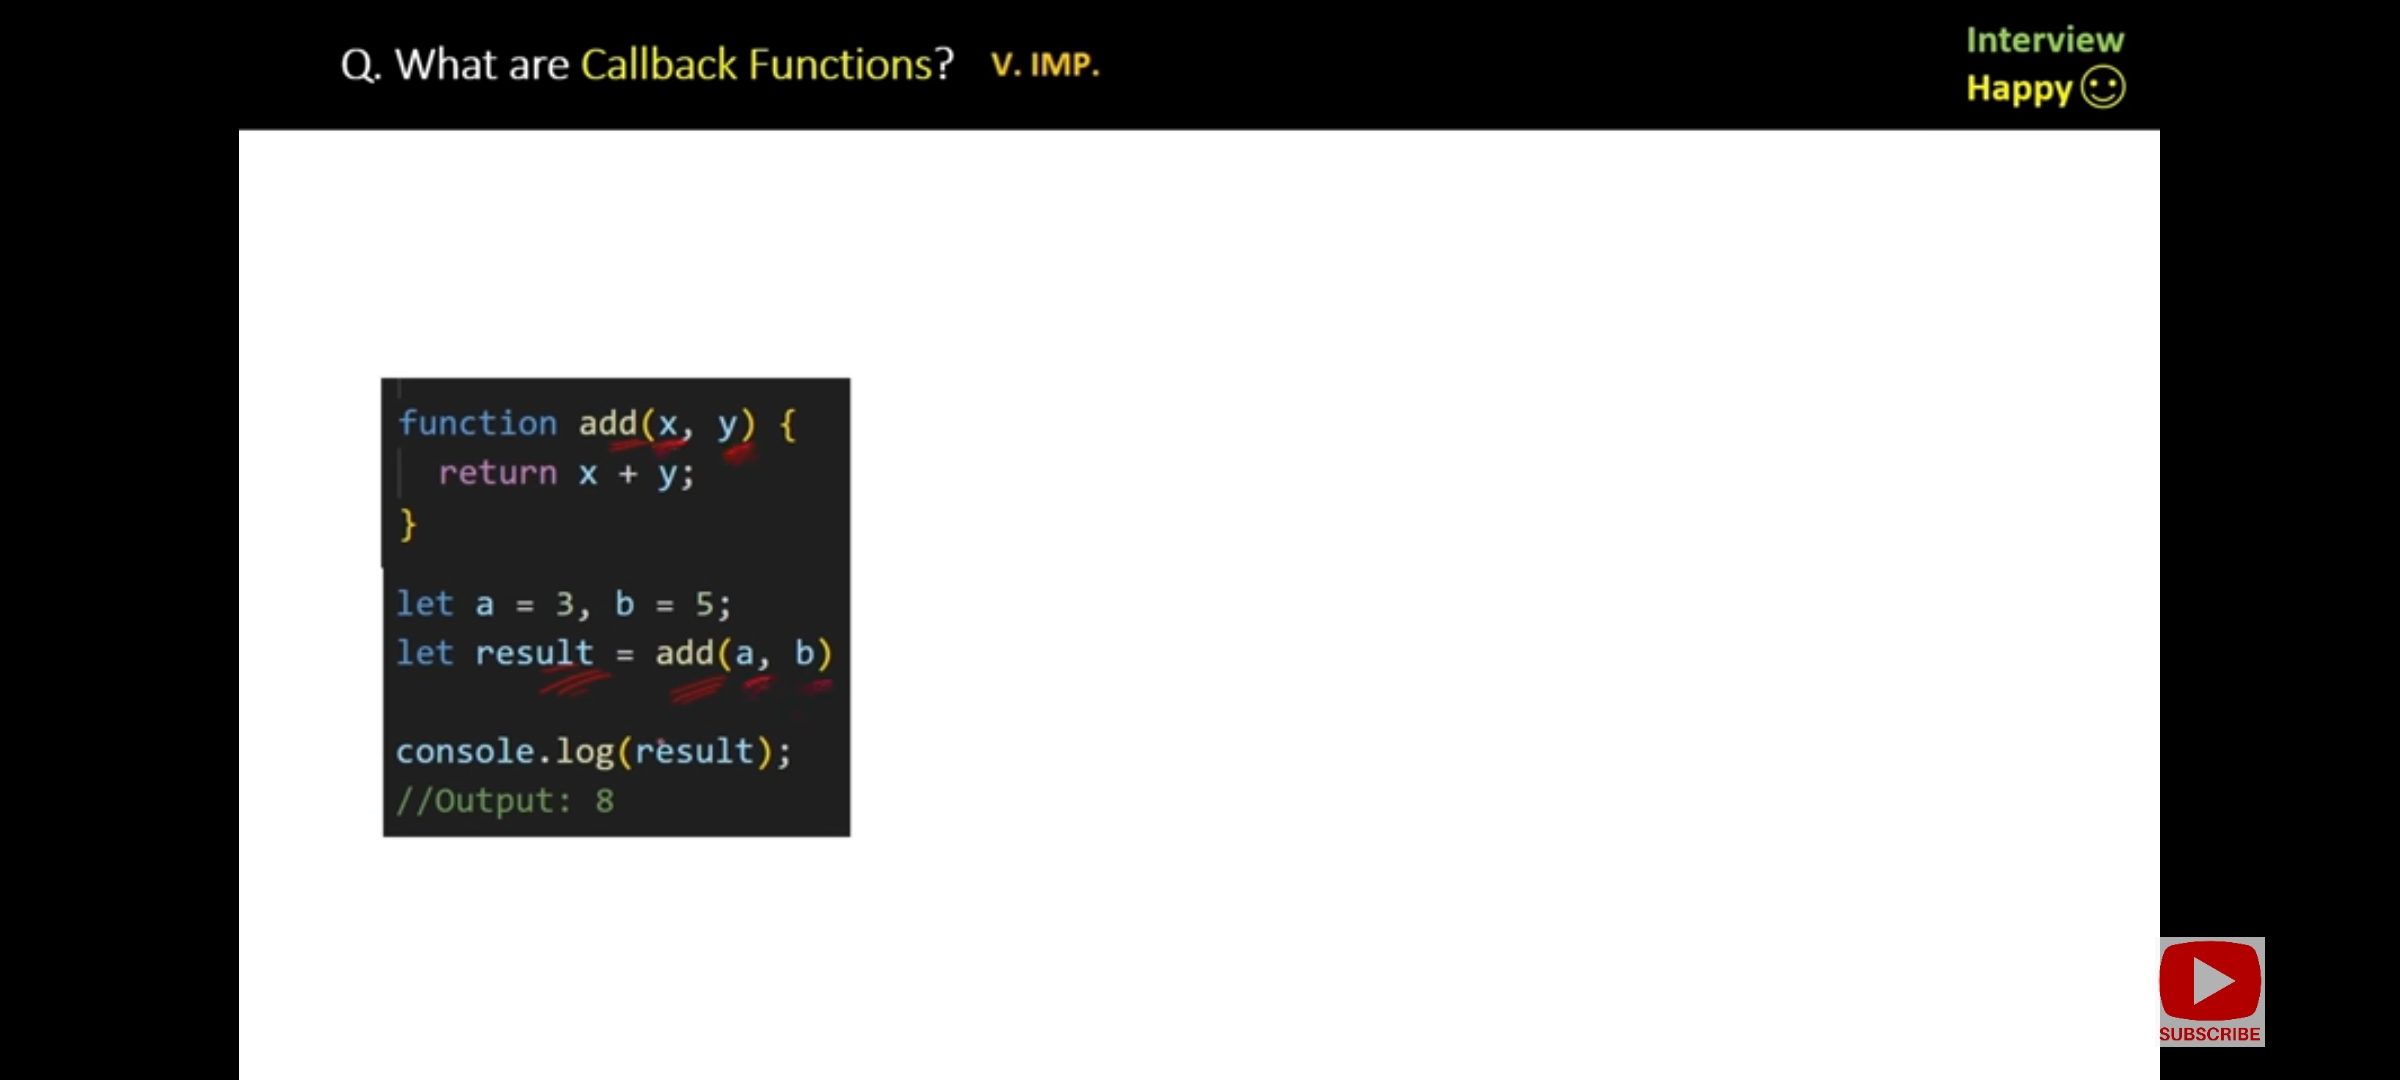 Q. What are Callback Functions? V. IMP.
Interview
Happy
function add(x, y) {
return x + y;
}
let a = 3, b = 5;
let result = add(a, b)
console.log(result);
//Output: 8
SUBSCRIBE